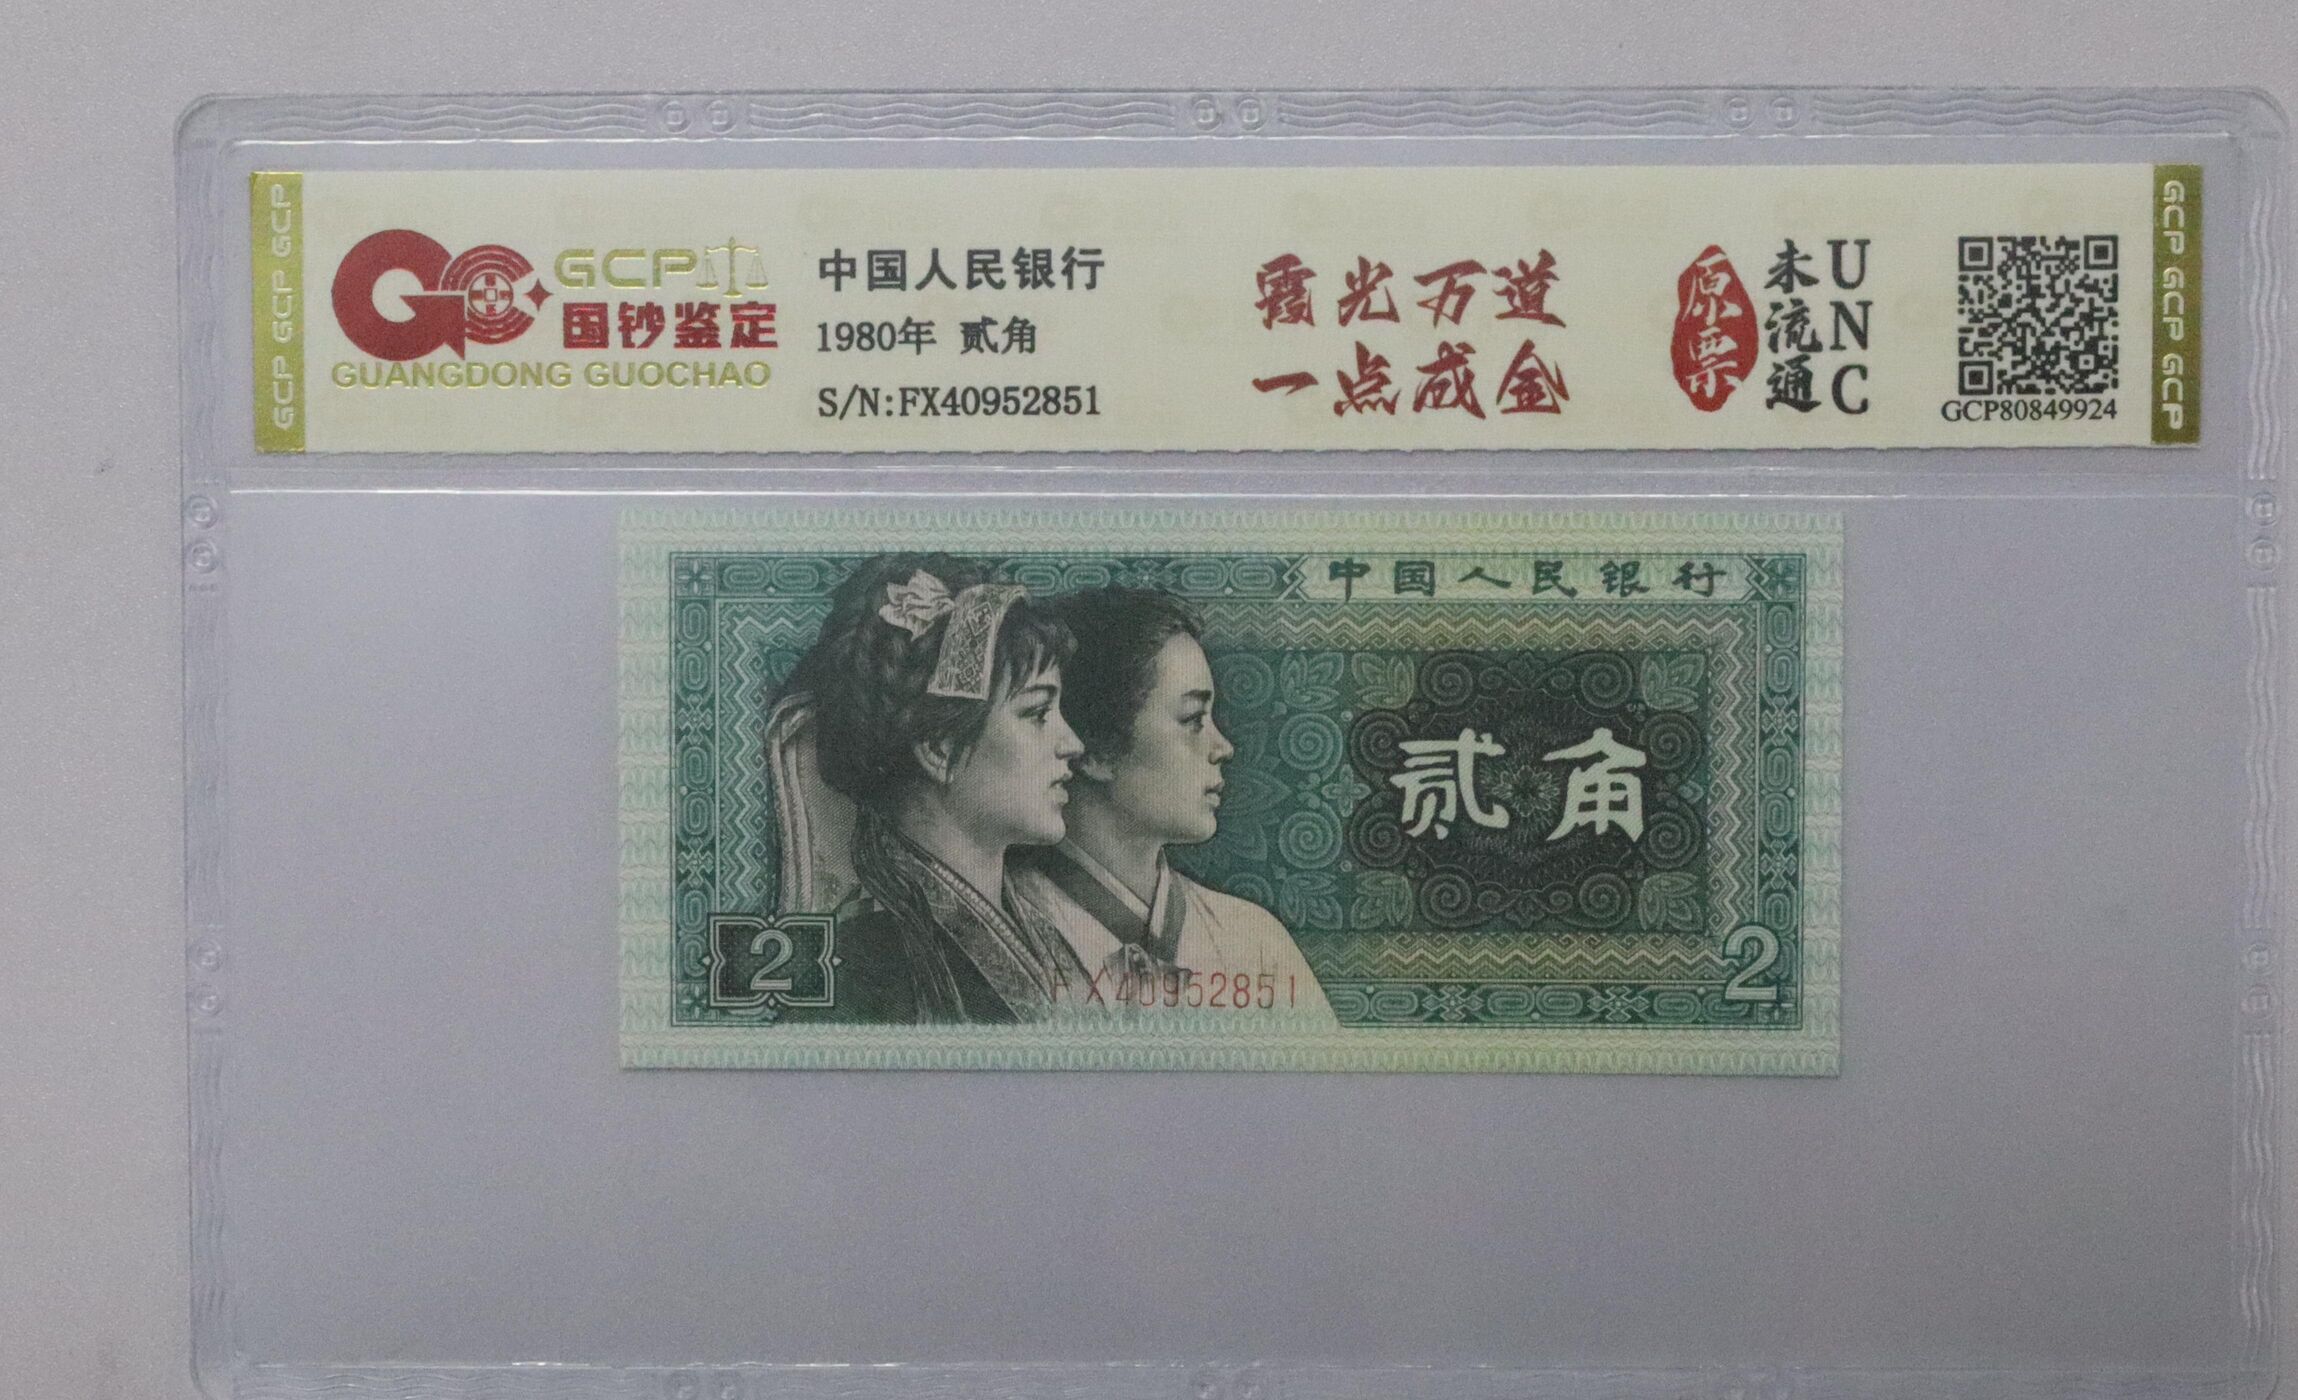 GCP GCP GCP
GCP
国钞鉴定
GUANGDONG GUOCHAO
中国人民银行
1980年 贰角
S/N:FX40952851
霞光万道
一点成金
原票
未流通
UNC
GCP80849924
GCP GCP GCP
中国人民银行
贰角
2
FX40952851
2